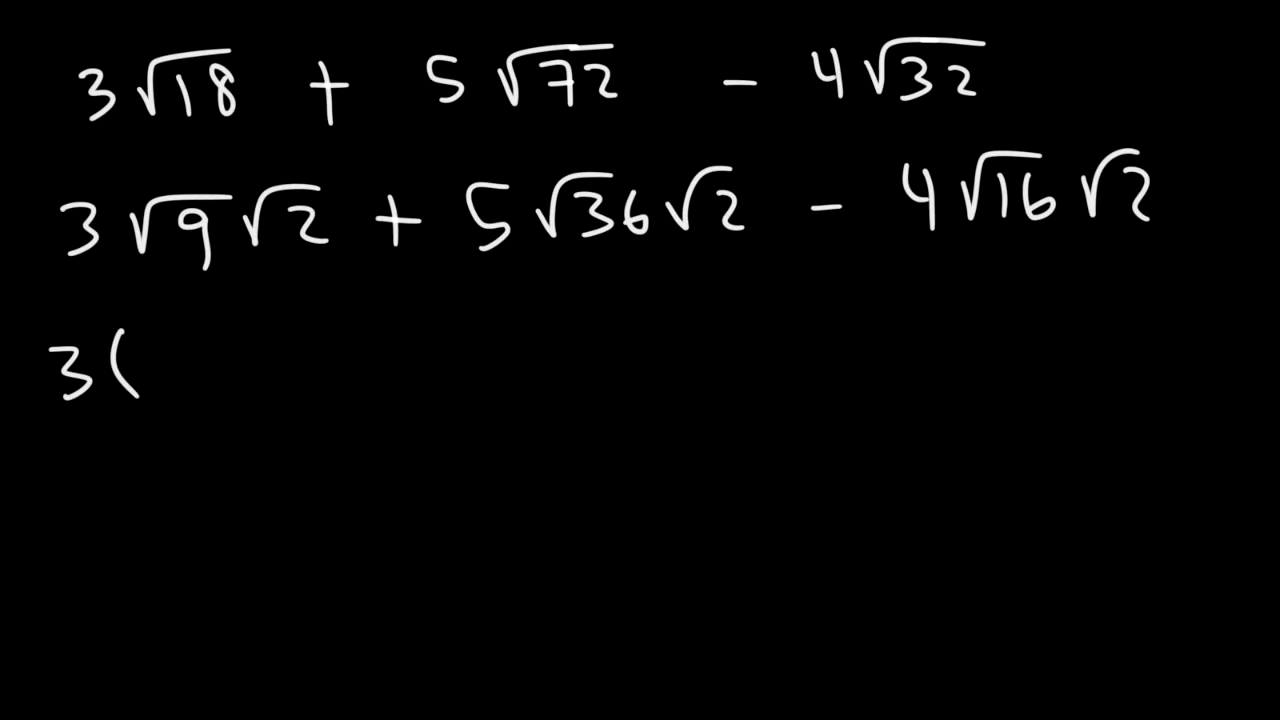 3√18 + 5√72 - 4√32
3√9√2 + 5√36√2 - 4√16√2
3(